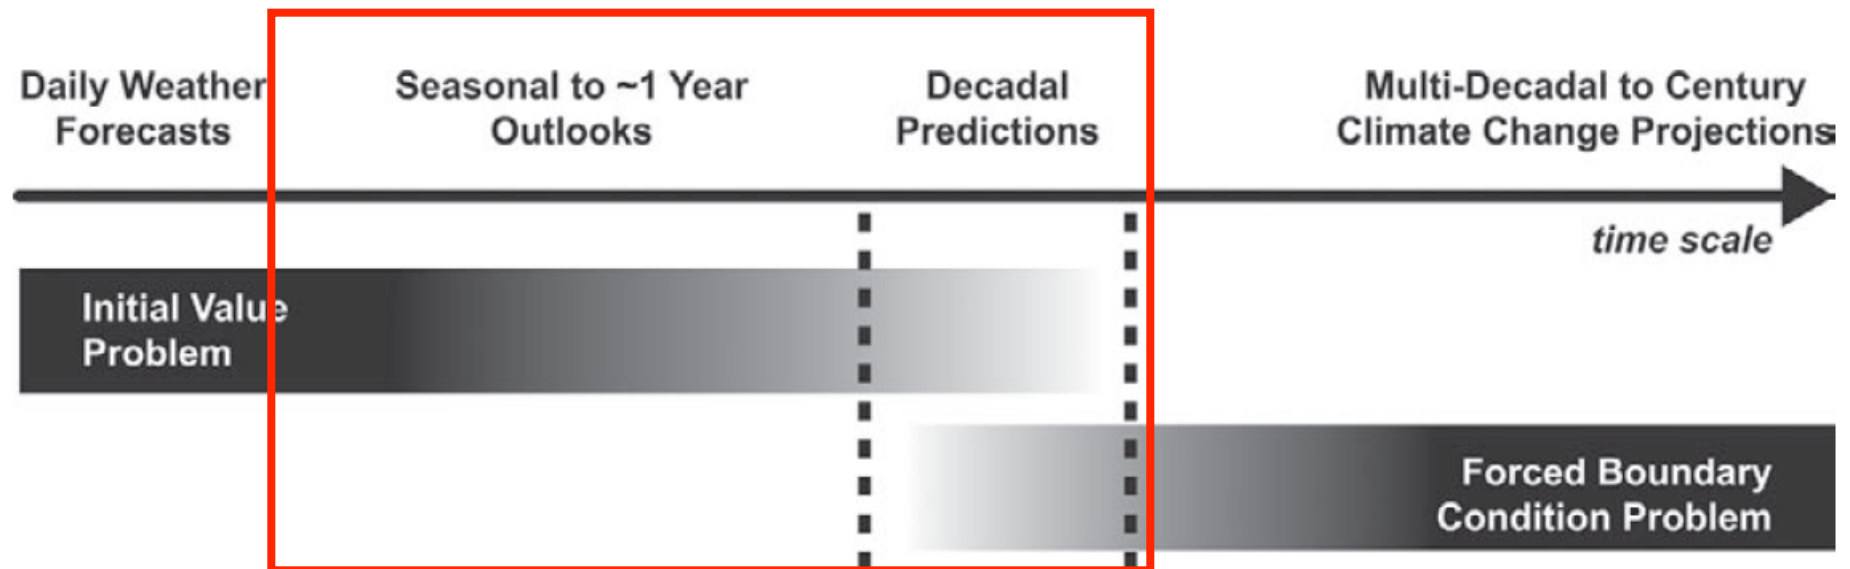 Daily Weather
Forecasts
Seasonal to ~1 Year
Outlooks
Decadal
Predictions
Multi-Decadal to Century
Climate Change Projections
time scale
Initial Value
Problem
Forced Boundary
Condition Problem